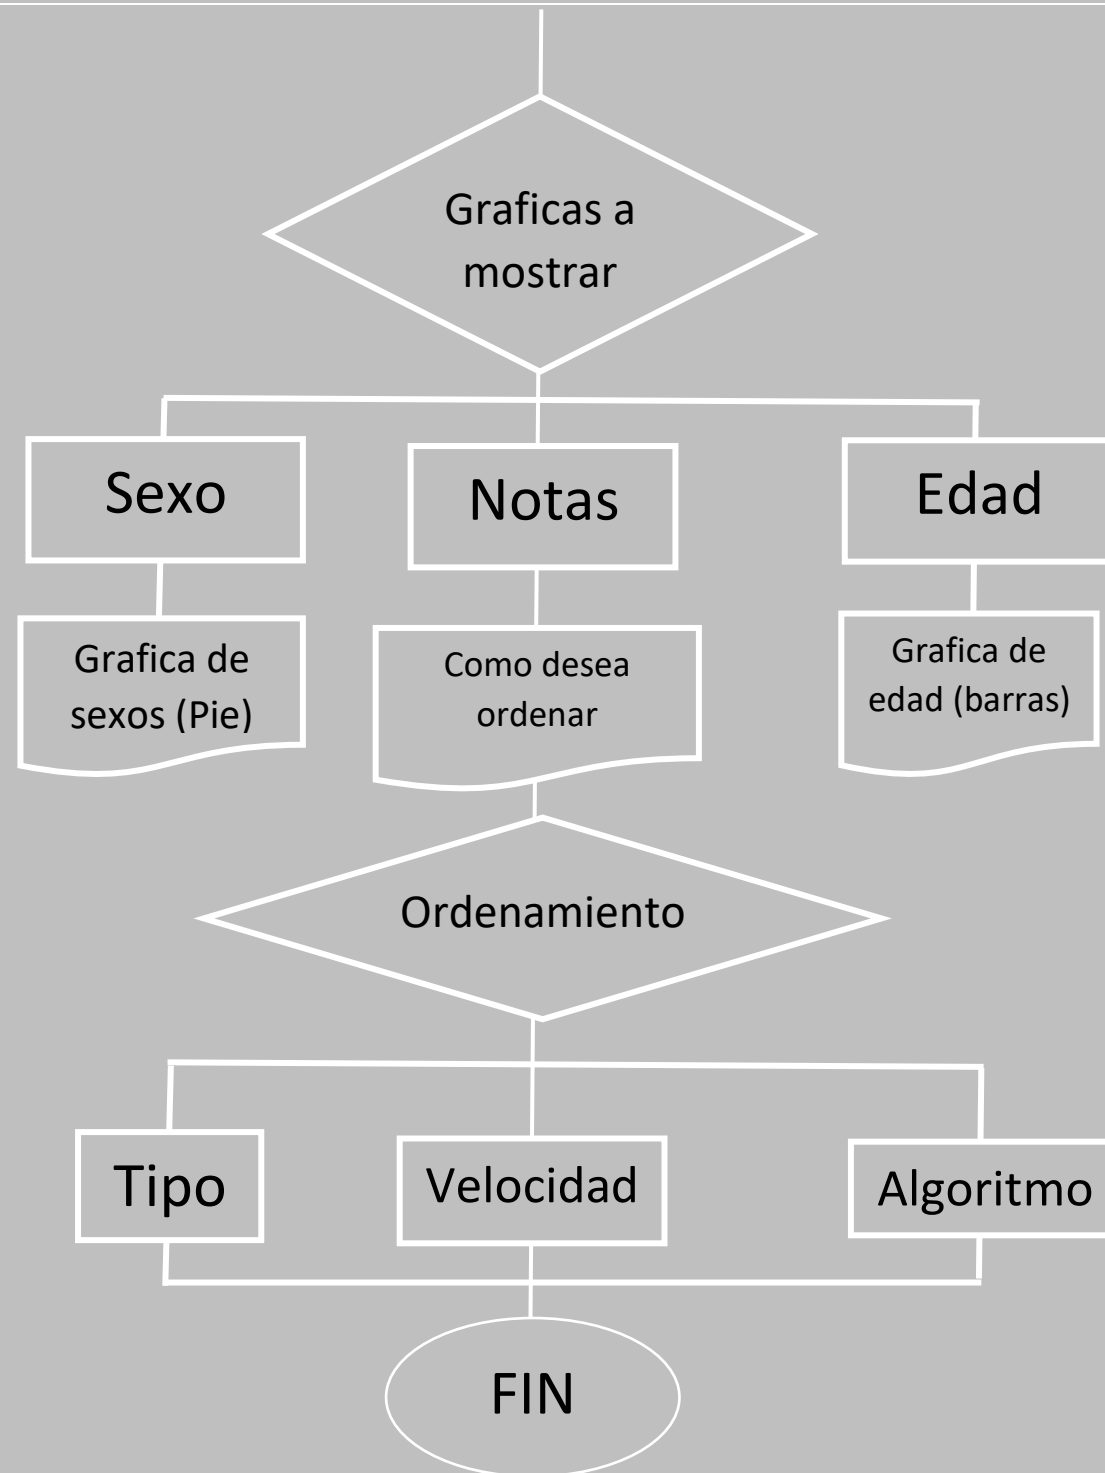 Graficas a
mostrar
Sexo
Notas
Edad
Grafica de
sexos (Pie)
Como desea
ordenar
Grafica de
edad (barras)
Ordenamiento
Tipo
Velocidad
Algoritmo
FIN